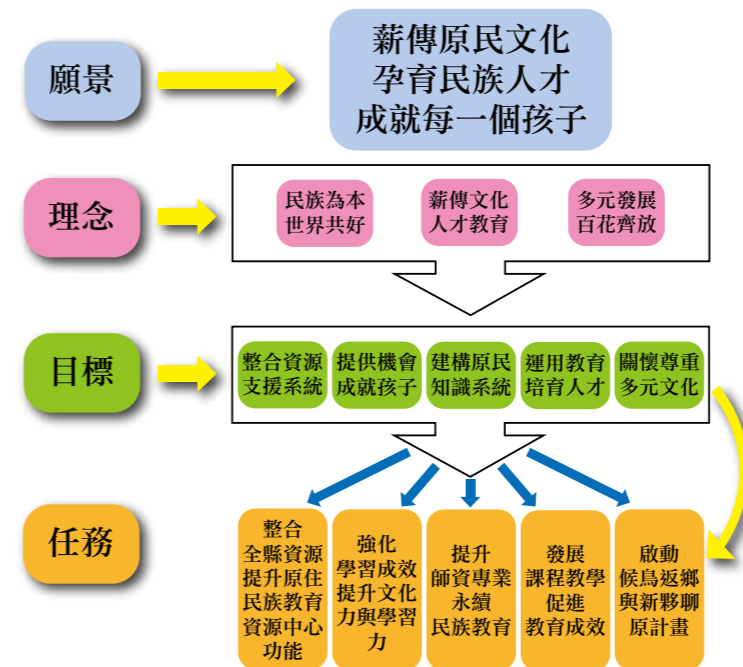 願景
薪傳原民文化
孕育民族人才
成就每一個孩子
理念
民族為本
世界共好
薪傳文化
人才教育
多元發展
百花齊放
目標
整合資源
支援系統
提供機會
成就孩子
建構原民
知識系統
運用教育
培育人才
關懷尊重
多元文化
任務
整合
全縣資源
提升原住
民族教育
資源中心
功能
強化
學習成效
提升文化
力與學習
力
提升
師資專業
永續
民族教育
發展
課程教學
促進
教育成效
啟動
候鳥返鄉
與新夥聊
原計畫